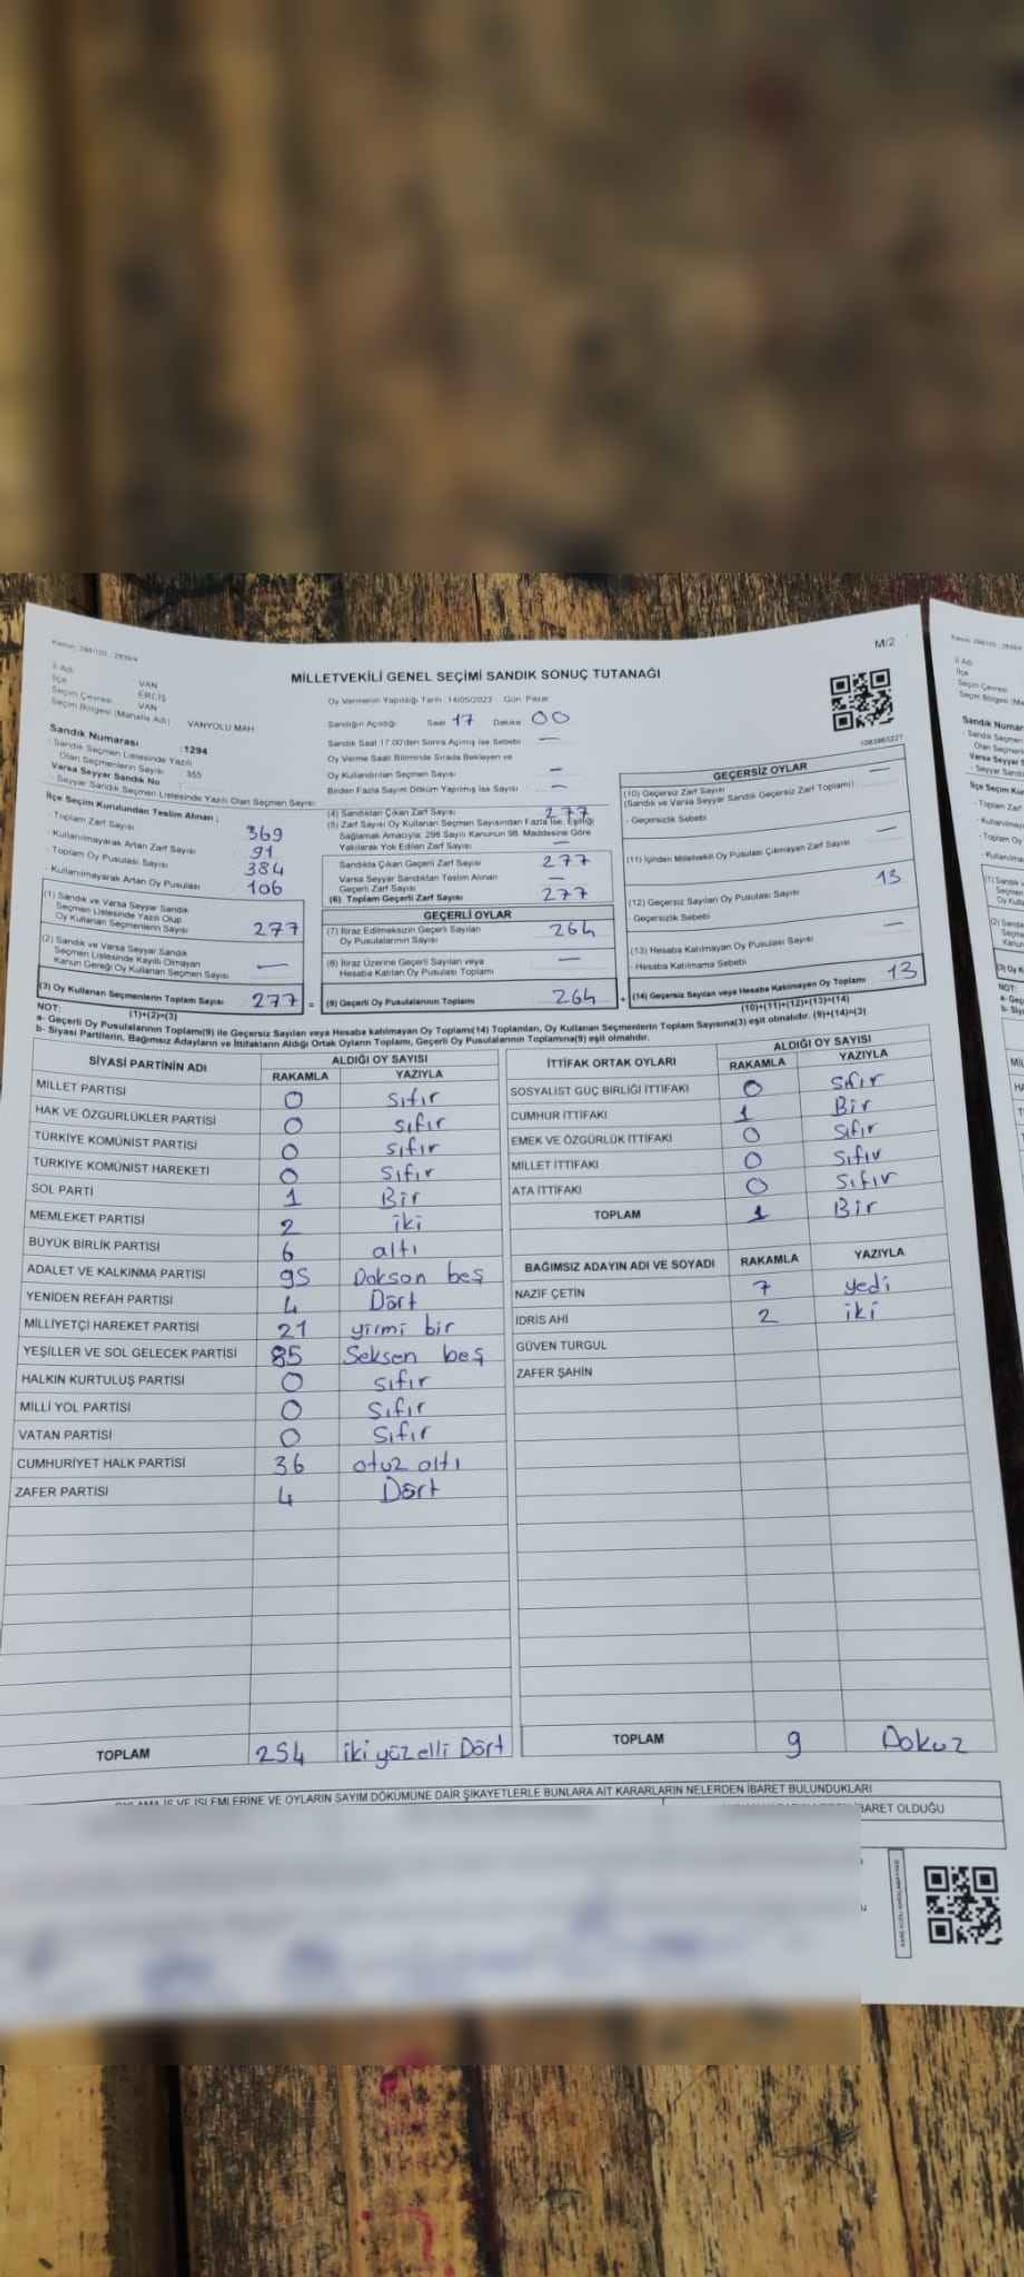 M/2
MİLLETVEKİLİ GENEL SEÇİMİ SANDIK SONUÇ TUTANAĞI
İl Adı VAN
İlçe ERCİŞ
Seçim Çevresi VAN
Seçim Bölgesi (Mahalle Adı) VANYOLU MAH
Sandık Numarası :1294
Sandık Seçmen Listesinde Yazılı
Olan Seçmenlerin Sayısı : 355
Varsa Seyyar Sandık No
Seyyar Sandık Seçmen Listesinde Yazılı Olan Seçmen Sayısı
İlçe Seçim Kurulundan Teslim Alınan ;
- Toplam Zarf Sayısı 369
- Kullanılmayarak Artan Zarf Sayısı 91
- Toplam Oy Pusulası Sayısı 384
- Kullanılmayarak Artan Oy Pusulası 106
(1) Sandık ve Varsa Seyyar Sandık
Seçmen Listesinde Yazılı Olup
Oy Kullanan Seçmenlerin Sayısı 277
(2) Sandık ve Varsa Seyyar Sandık
Seçmen Listesinde Kayıtlı Olmayan
Kanun Gereği Oy Kullanan Seçmen Sayısı —
(3) Oy Kullanan Seçmenlerin Toplam Sayısı 277 =
(1)+(2)=(3)
Oy Vermenin Yapıldığı Tarih : 14/05/2023 Gün Pazar
Sandığın Açıldığı Saat 17 Dakika 00
Sandık Saat 17.00'den Sonra Açılmış İse Sebebi —
Oy Verme Saati Bitiminde Sırada Bekleyen ve
Oy Kullandırılan Seçmen Sayısı —
Birden Fazla Sayım Döküm Yapılmış İse Sayısı —
(4) Sandıktan Çıkan Zarf Sayısı 277
(5) Zarf Sayısı Oy Kullanan Seçmen Sayısından Fazla İse, Eşitliği
Sağlamak Amacıyla; 298 Sayılı Kanunun 98. Maddesine Göre
Yakılarak Yok Edilen Zarf Sayısı —
Sandıkta Çıkan Geçerli Zarf Sayısı 277
Varsa Seyyar Sandıktan Teslim Alınan
Geçerli Zarf Sayısı —
(6) Toplam Geçerli Zarf Sayısı 277
GEÇERLİ OYLAR
(7) İtiraz Edilmeksizin Geçerli Sayılan
Oy Pusulalarının Sayısı 264
(8) İtiraz Üzerine Geçerli Sayılan veya
Hesaba Katılan Oy Pusulası Toplamı —
(9) Geçerli Oy Pusulalarının Toplamı 264 +
GEÇERSİZ OYLAR
(10) Geçersiz Zarf Sayısı
(Sandık ve Varsa Seyyar Sandık Geçersiz Zarf Toplamı) —
- Geçersizlik Sebebi
(11) İçinden Milletvekili Oy Pusulası Çıkmayan Zarf Sayısı —
(12) Geçersiz Sayılan Oy Pusulası Sayısı 13
Geçersizlik Sebebi
(13) Hesaba Katılmayan Oy Pusulası Sayısı —
- Hesaba Katılmama Sebebi
(14) Geçersiz Sayılan veya Hesaba Katılmayan Oy Toplamı 13
(10)+(11)+(12)+(13)=(14)
NOT:
a- Geçerli Oy Pusulalarının Toplamı(9) ile Geçersiz Sayılan veya Hesaba katılmayan Oy Toplamı(14) Toplamları, Oy Kullanan Seçmenlerin Toplam Sayısına(3) eşit olmalıdır. (9)+(14)=(3)
b- Siyasi Partilerin, Bağımsız Adayların ve İttifakların Aldığı Ortak Oyların Toplamı, Geçerli Oy Pusulalarının Toplamına(9) eşit olmalıdır.
SİYASİ PARTİNİN ADI ALDIĞI OY SAYISI
RAKAMLA YAZIYLA
MİLLET PARTİSİ 0 sıfır
HAK VE ÖZGÜRLÜKLER PARTİSİ 0 sıfır
TÜRKİYE KOMÜNİST PARTİSİ 0 sıfır
TÜRKİYE KOMÜNİST HAREKETİ 0 sıfır
SOL PARTİ 1 Bir
MEMLEKET PARTİSİ 2 iki
BÜYÜK BİRLİK PARTİSİ 6 altı
ADALET VE KALKINMA PARTİSİ 95 Dokson beş
YENİDEN REFAH PARTİSİ 4 Dört
MİLLİYETÇİ HAREKET PARTİSİ 21 yirmi bir
YEŞİLLER VE SOL GELECEK PARTİSİ 85 Seksen beş
HALKIN KURTULUŞ PARTİSİ 0 sıfır
MİLLİ YOL PARTİSİ 0 sıfır
VATAN PARTİSİ 0 sıfır
CUMHURİYET HALK PARTİSİ 36 otuz altı
ZAFER PARTİSİ 4 Dört
TOPLAM 254 iki yüz elli Dört
İTTİFAK ORTAK OYLARI ALDIĞI OY SAYISI
RAKAMLA YAZIYLA
SOSYALİST GÜÇ BİRLİĞİ İTTİFAKI 0 sıfır
CUMHUR İTTİFAKI 1 Bir
EMEK VE ÖZGÜRLÜK İTTİFAKI 0 sıfır
MİLLET İTTİFAKI 0 sıfır
ATA İTTİFAKI 0 sıfır
TOPLAM 1 Bir
BAĞIMSIZ ADAYIN ADI VE SOYADI RAKAMLA YAZIYLA
NAZİF ÇETİN 7 yedi
İDRİS AHİ 2 iki
GÜVEN TURGUL
ZAFER ŞAHİN
TOPLAM 9 Dokuz
İŞ VE İŞLEMLERİNE VE OYLARIN SAYIM DÖKÜMÜNE DAİR ŞİKAYETLERLE BUNLARA AİT KARARLARIN NELERDEN İBARET BULUNDUKLARI
İBARET OLDUĞU